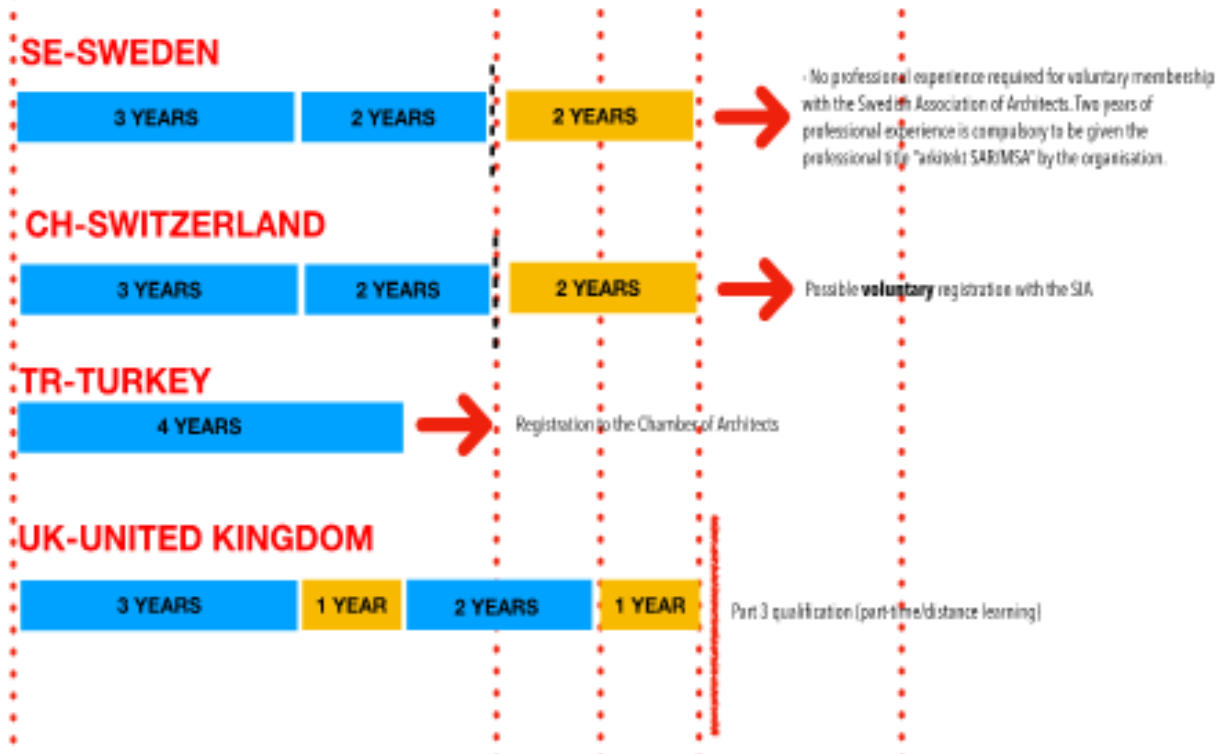 SE-SWEDEN
3 YEARS 2 YEARS 2 YEARS
- No professional experience required for voluntary membership
with the Swedish Association of Architects. Two years of
professional experience is compulsory to be given the
professional title "arkitekt SAR/MSA" by the organisation.
CH-SWITZERLAND
3 YEARS 2 YEARS 2 YEARS
Possible voluntary registration with the SIA
TR-TURKEY
4 YEARS
Registration to the Chamber of Architects
UK-UNITED KINGDOM
3 YEARS 1 YEAR 2 YEARS 1 YEAR
Part 3 qualification (part-time/distance learning)